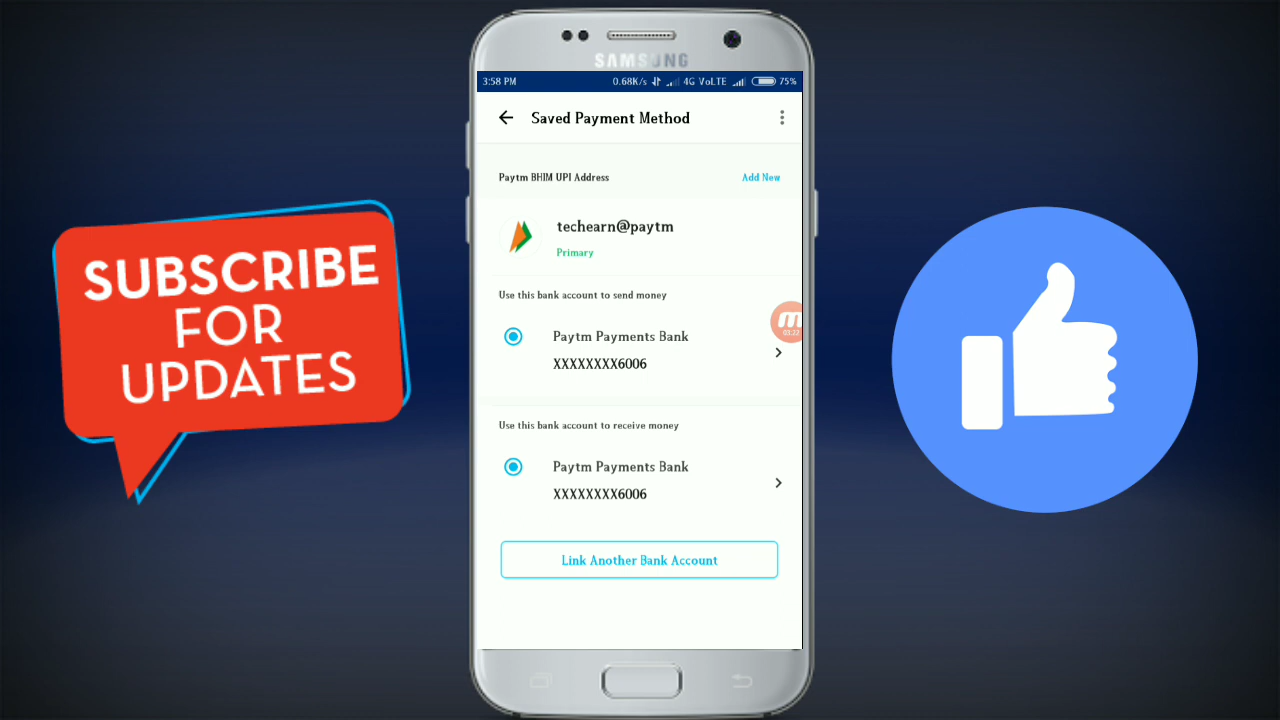 SUBSCRIBE
FOR
UPDATES
SAMSUNG
3:58 PM 0.68K/s 4G VoLTE 75%
Saved Payment Method
Paytm BHIM UPI Address Add New
techearn@paytm
Primary
Use this bank account to send money
03:22
Paytm Payments Bank
XXXXXXXX6006
Use this bank account to receive money
Paytm Payments Bank
XXXXXXXX6006
Link Another Bank Account